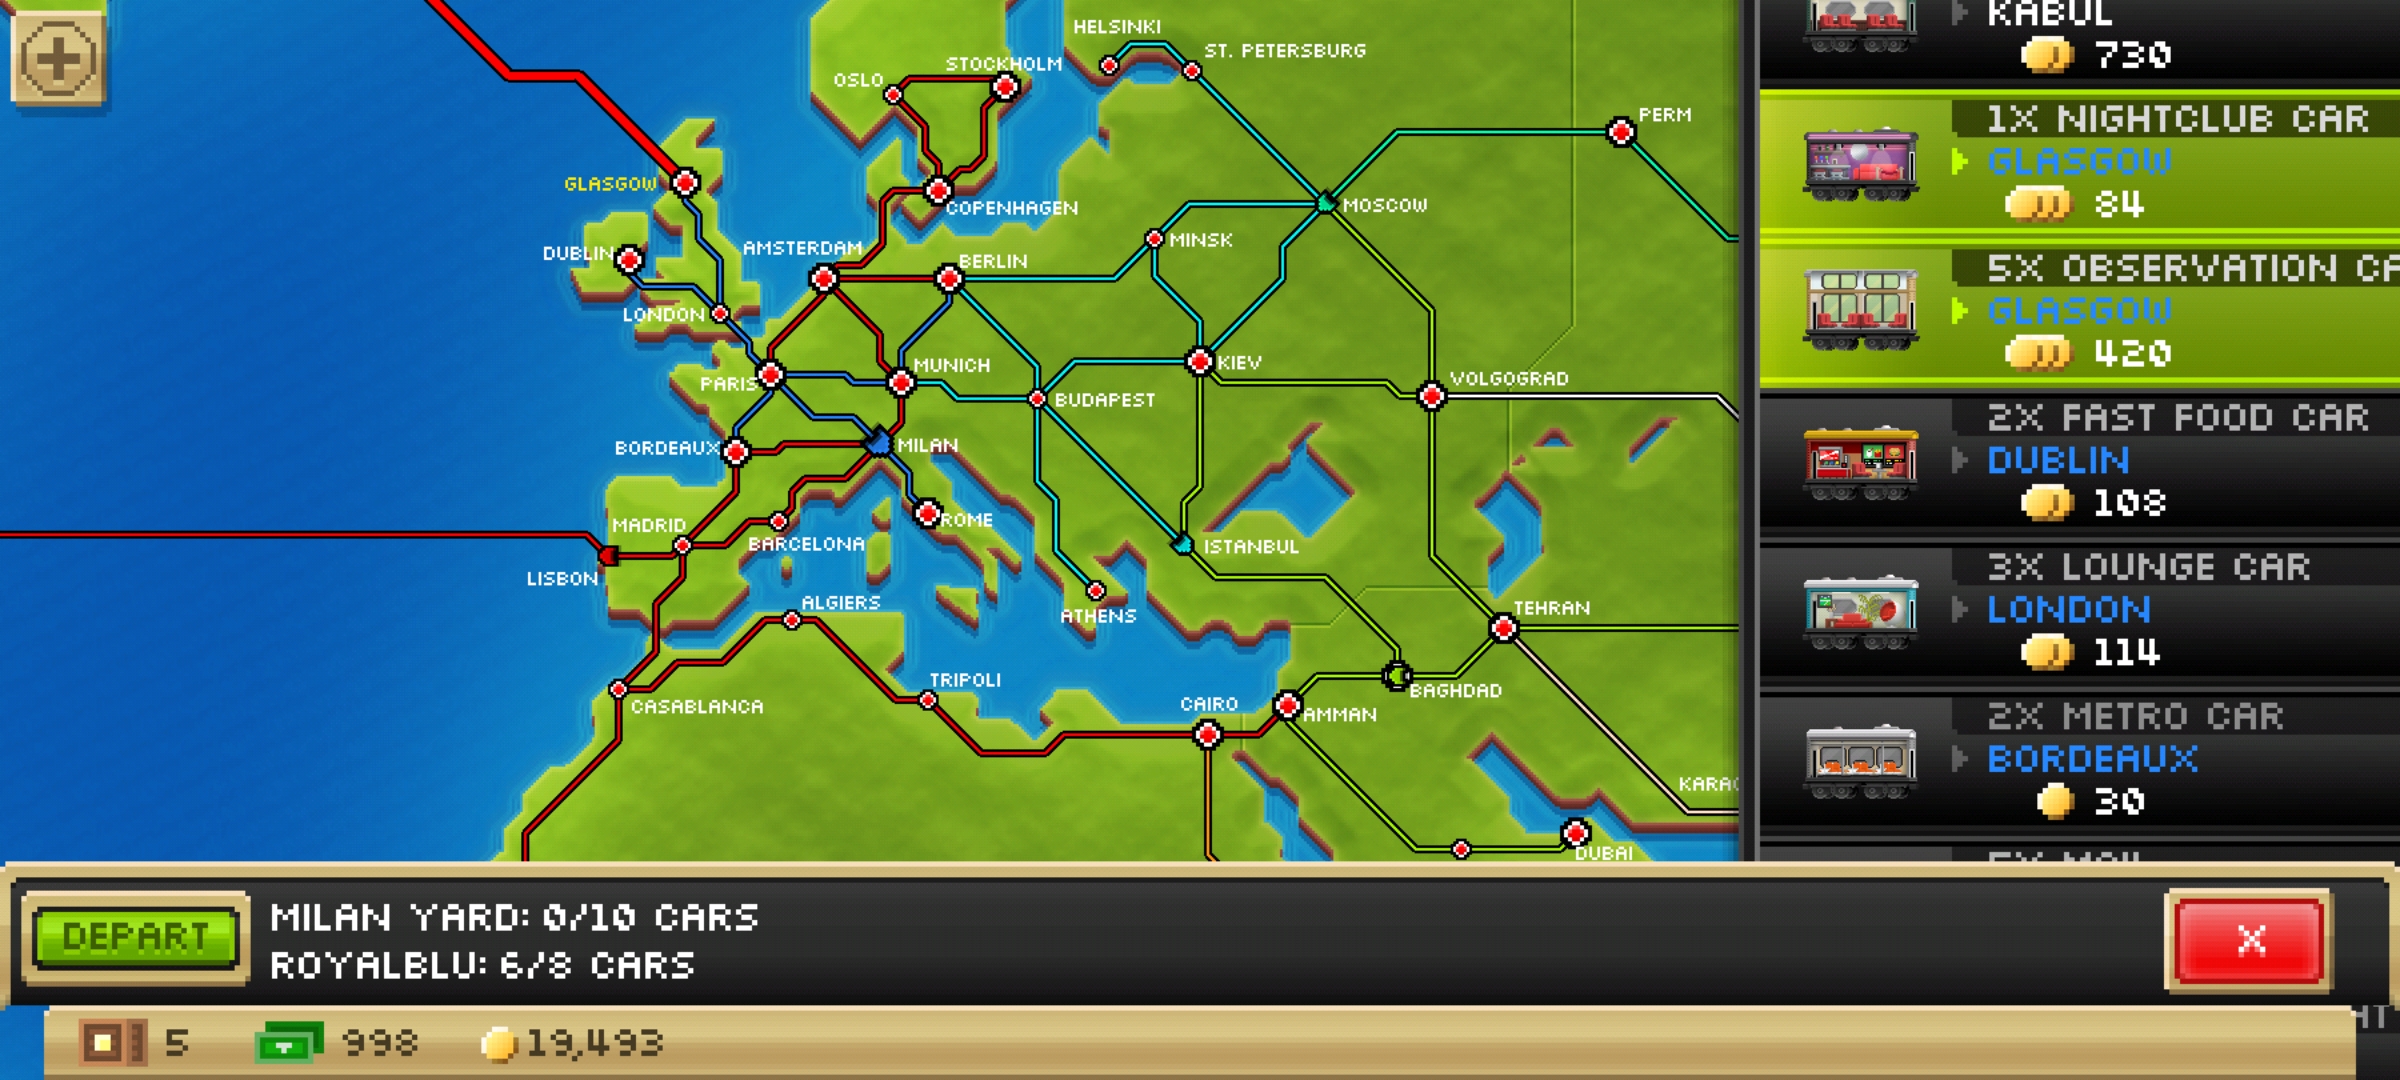 HELSINKI
ST. PETERSBURG
STOCKHOLM
OSLO
PERM
GLASGOW
COPENHAGEN
MOSCOW
MINSK
DUBLIN
AMSTERDAM
BERLIN
LONDON
MUNICH
KIEV
PARIS
VOLGOGRAD
BUDAPEST
BORDEAUX
MILAN
MADRID
ROME
BARCELONA
ISTANBUL
LISBON
ALGIERS
ATHENS
TEHRAN
TRIPOLI
BAGHDAD
CASABLANCA
CAIRO
AMMAN
KARAC
DUBAI
KABUL
730
1X NIGHTCLUB CAR
GLASGOW
84
5X OBSERVATION CA
GLASGOW
420
2X FAST FOOD CAR
DUBLIN
108
3X LOUNGE CAR
LONDON
114
2X METRO CAR
BORDEAUX
30
DEPART
MILAN YARD: 0/10 CARS
ROYALBLU: 6/8 CARS
X
5
998
19,493